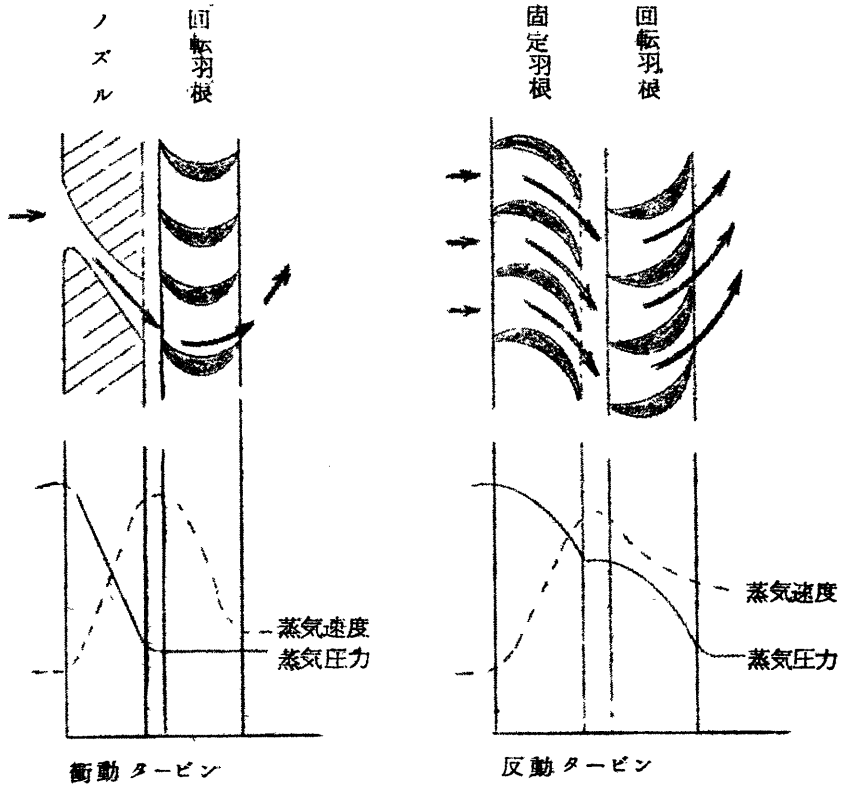 ノズル
回転羽根
固定羽根
回転羽根
蒸気速度
蒸気圧力
蒸気速度
蒸気圧力
衝動タービン
反動タービン